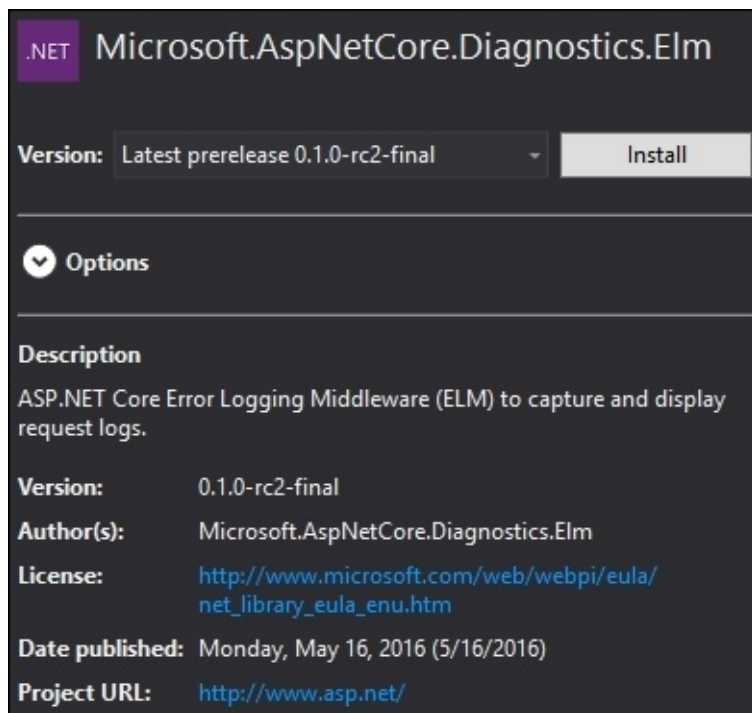 .NET Microsoft.AspNetCore.Diagnostics.Elm
Version: Latest prerelease 0.1.0-rc2-final Install
Options
Description
ASP.NET Core Error Logging Middleware (ELM) to capture and display
request logs.
Version: 0.1.0-rc2-final
Author(s): Microsoft.AspNetCore.Diagnostics.Elm
License: http://www.microsoft.com/web/webpi/eula/
net_library_eula_enu.htm
Date published: Monday, May 16, 2016 (5/16/2016)
Project URL: http://www.asp.net/